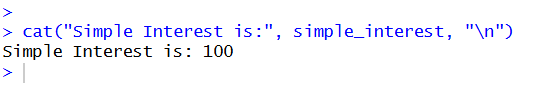 >
> cat("Simple Interest is:", simple_interest, "\n")
Simple Interest is: 100
>